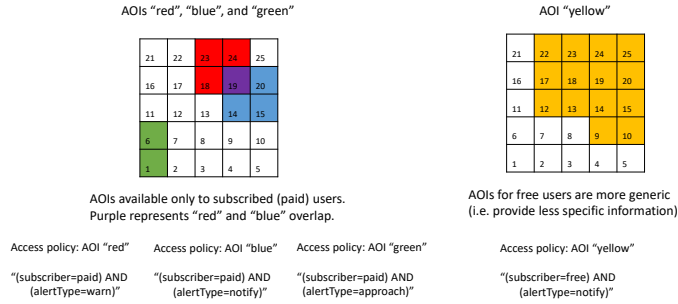 AOIs “red”, “blue”, and “green”
AOI “yellow”
21 22 23 24 25
16 17 18 19 20
11 12 13 14 15
6 7 8 9 10
1 2 3 4 5
21 22 23 24 25
16 17 18 19 20
11 12 13 14 15
6 7 8 9 10
1 2 3 4 5
AOIs available only to subscribed (paid) users.
Purple represents “red” and “blue” overlap.
AOIs for free users are more generic
(i.e. provide less specific information)
Access policy: AOI “red”
“(subscriber=paid) AND
(alertType=warn)”
Access policy: AOI “blue”
“(subscriber=paid) AND
(alertType=notify)”
Access policy: AOI “green”
“(subscriber=paid) AND
(alertType=approach)”
Access policy: AOI “yellow”
“(subscriber=free) AND
(alertType=notify)”